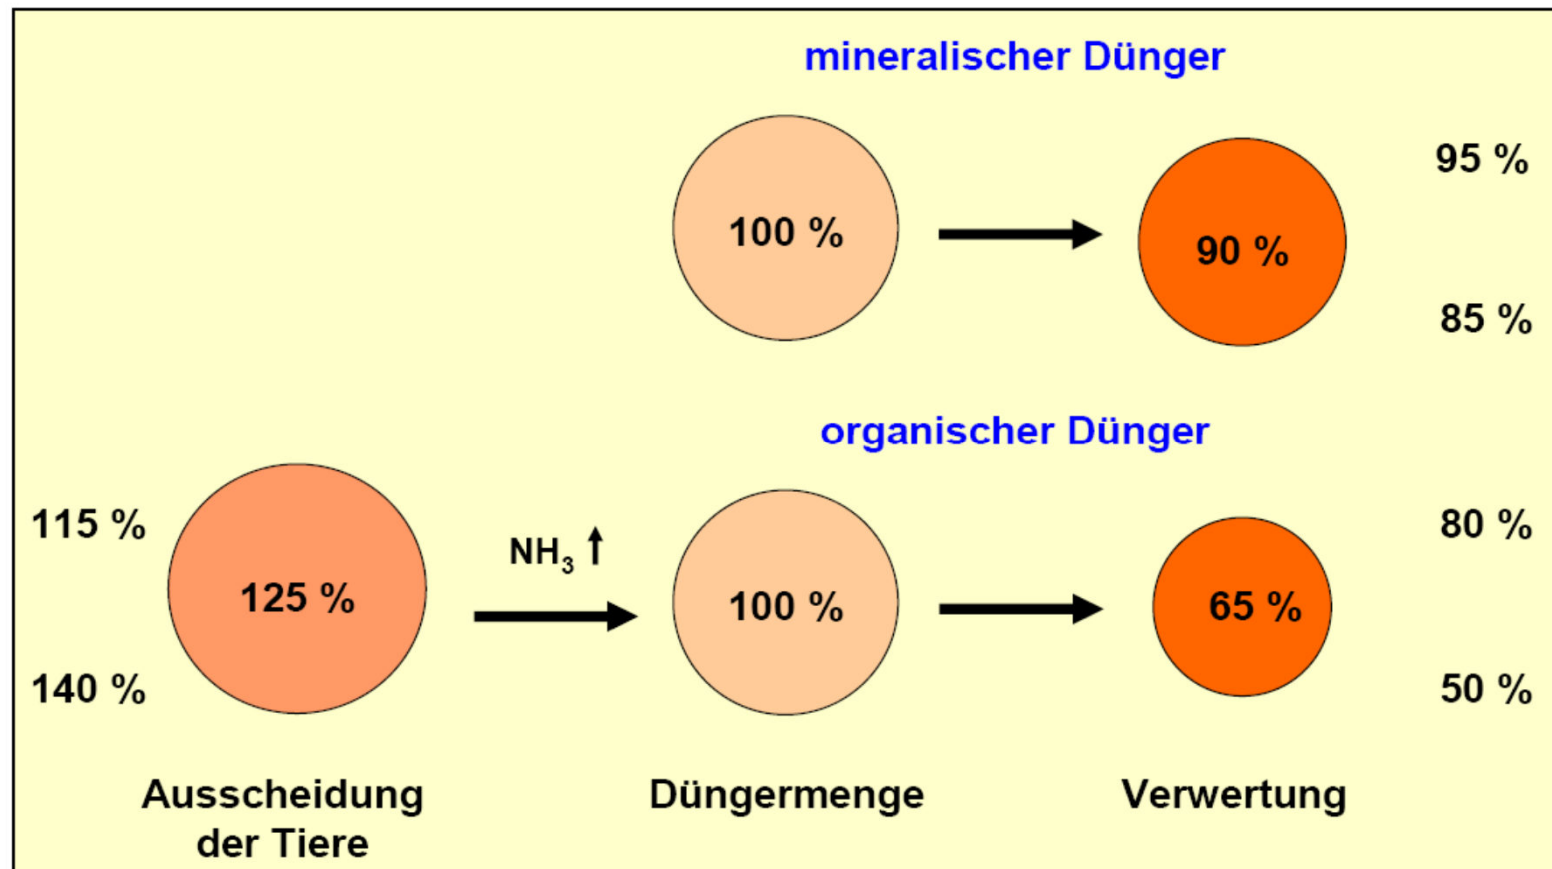 mineralischer Dünger
95 %
100 %
90 %
85 %
organischer Dünger
115 %
80 %
NH₃
125 %
100 %
65 %
140 %
50 %
Ausscheidung
der Tiere
Düngermenge
Verwertung